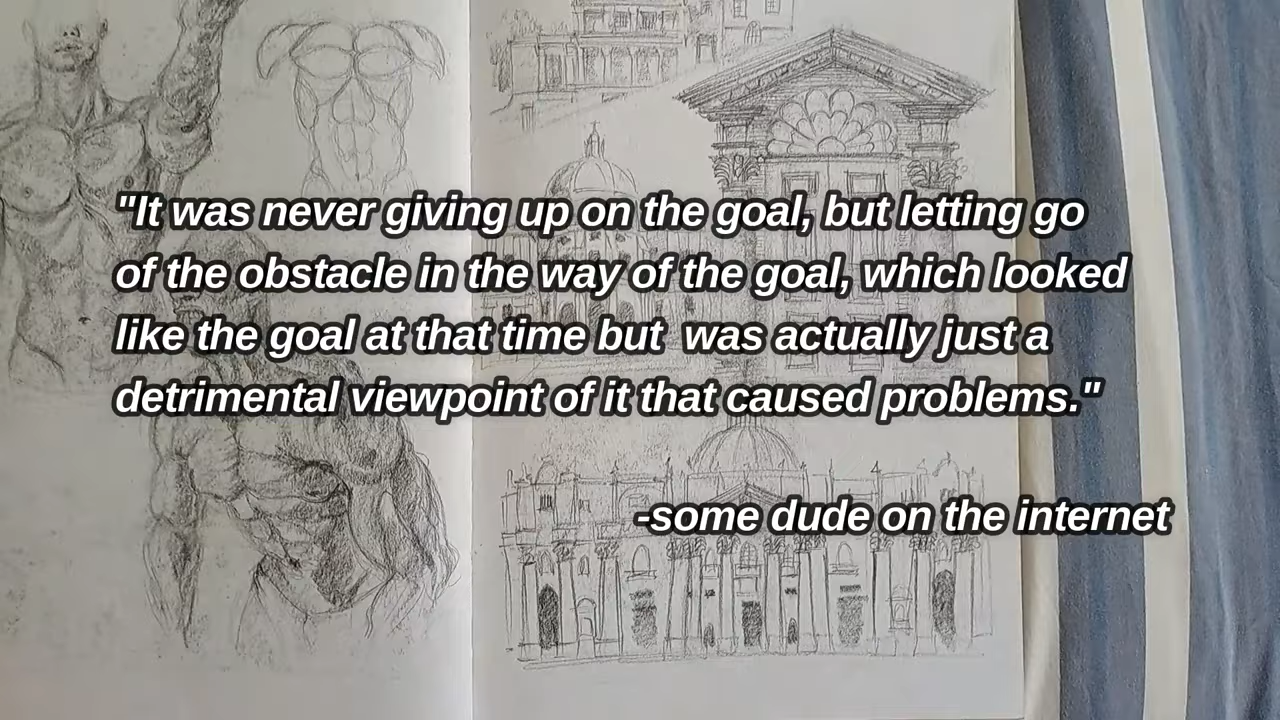 "It was never giving up on the goal, but letting go
of the obstacle in the way of the goal, which looked
like the goal at that time but  was actually just a
detrimental viewpoint of it that caused problems."
-some dude on the internet